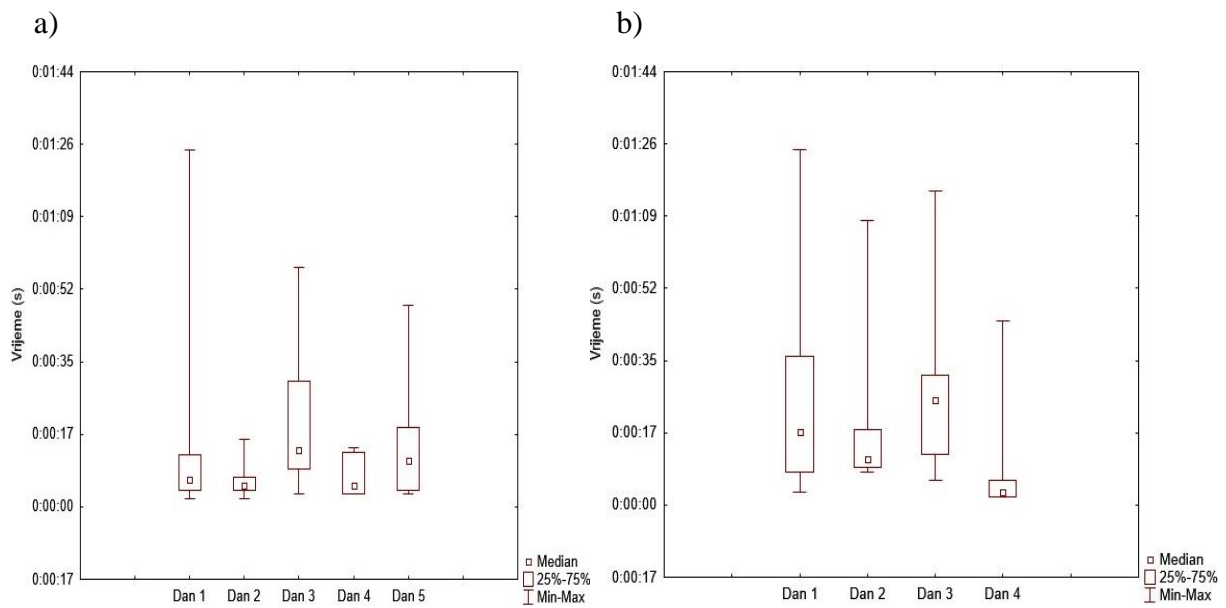 a)
0:01:44
0:01:26
0:01:09
0:00:52
0:00:35
0:00:17
0:00:00
0:00:17
Vrijeme (s)
Dan 1 Dan 2 Dan 3 Dan 4 Dan 5
Median
25%-75%
Min-Max
b)
0:01:44
0:01:26
0:01:09
0:00:52
0:00:35
0:00:17
0:00:00
0:00:17
Vrijeme (s)
Dan 1 Dan 2 Dan 3 Dan 4
Median
25%-75%
Min-Max